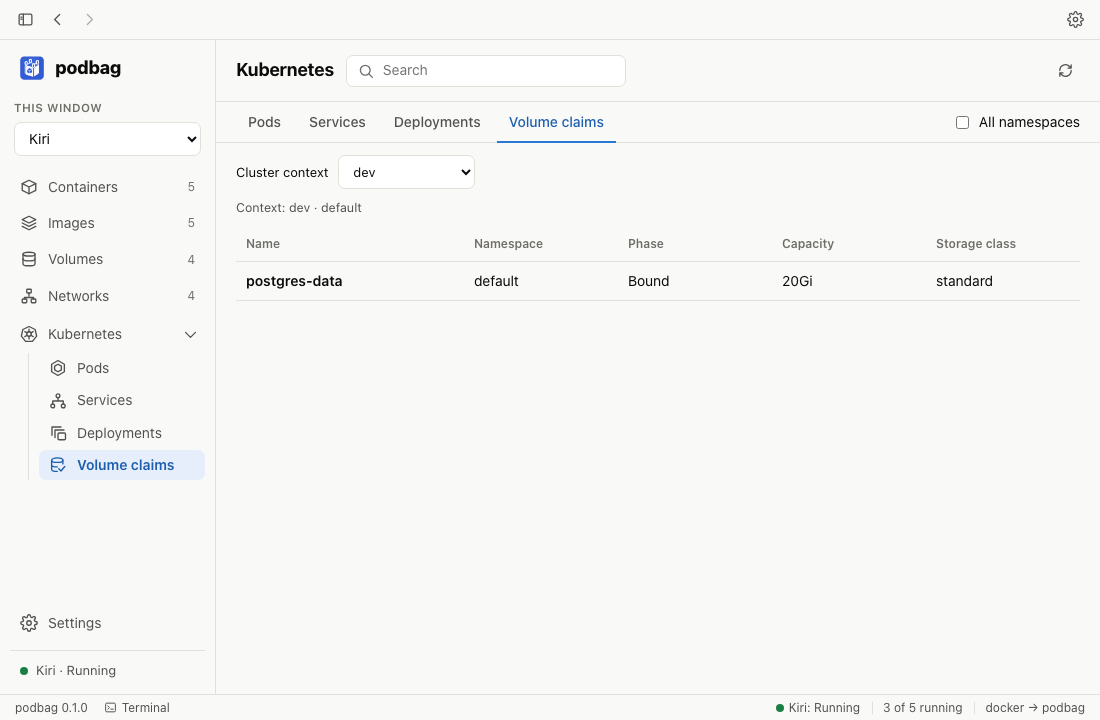 podbag
THIS WINDOW
Kiri
Containers 5
Images 5
Volumes 4
Networks 4
Kubernetes
Pods
Services
Deployments
Volume claims
Settings
Kiri · Running
Kubernetes
Search
Pods Services Deployments Volume claims All namespaces
Cluster context dev
Context: dev · default
Name Namespace Phase Capacity Storage class
postgres-data default Bound 20Gi standard
podbag 0.1.0 Terminal Kiri: Running 3 of 5 running docker → podbag